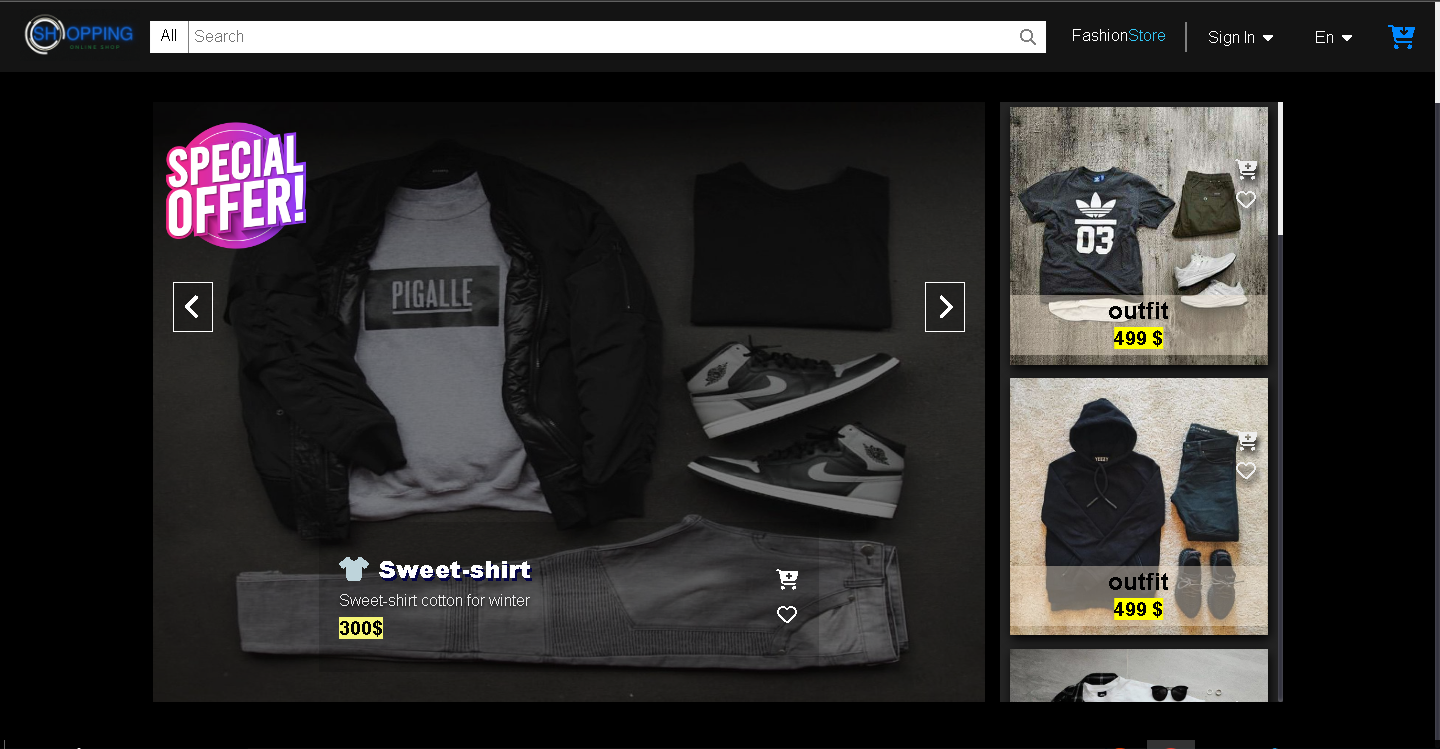 SHOPPING
ONLINE SHOP
All
Search
FashionStore
Sign In
En
SPECIAL
OFFER!
PIGALLE
Sweet-shirt
Sweet-shirt cotton for winter
300$
03
outfit
499 $
YEEZY
outfit
499 $